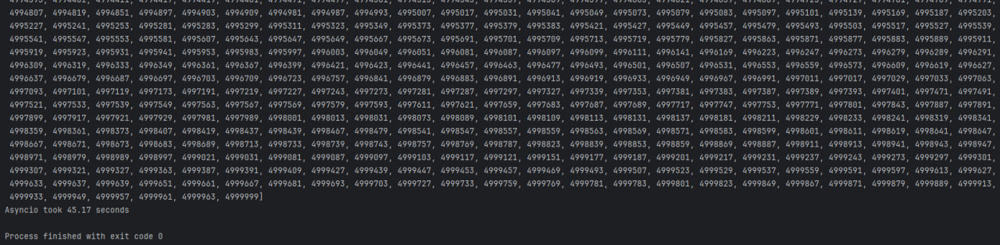 4994807, 4994819, 4994851, 4994897, 4994903, 4994909, 4994981, 4994987, 4994993, 4995007, 4995017, 4995031, 4995041, 4995049, 4995073, 4995079, 4995083, 4995097, 4995101, 4995139, 4995169, 4995187, 4995203,
4995227, 4995241, 4995253, 4995281, 4995283, 4995299, 4995311, 4995323, 4995349, 4995373, 4995377, 4995379, 4995383, 4995421, 4995427, 4995449, 4995457, 4995479, 4995493, 4995503, 4995517, 4995527, 4995539,
4995541, 4995547, 4995553, 4995581, 4995607, 4995643, 4995647, 4995649, 4995667, 4995673, 4995691, 4995701, 4995709, 4995713, 4995719, 4995779, 4995827, 4995863, 4995871, 4995877, 4995883, 4995889, 4995911,
4995919, 4995923, 4995931, 4995941, 4995953, 4995983, 4995997, 4996003, 4996049, 4996051, 4996081, 4996087, 4996097, 4996099, 4996111, 4996141, 4996169, 4996223, 4996247, 4996273, 4996279, 4996289, 4996291,
4996309, 4996319, 4996333, 4996349, 4996361, 4996367, 4996399, 4996421, 4996423, 4996441, 4996457, 4996463, 4996477, 4996493, 4996501, 4996507, 4996531, 4996553, 4996559, 4996573, 4996609, 4996619, 4996627,
4996637, 4996679, 4996687, 4996697, 4996703, 4996709, 4996723, 4996757, 4996841, 4996879, 4996883, 4996891, 4996913, 4996919, 4996933, 4996949, 4996967, 4996991, 4997011, 4997017, 4997029, 4997033, 4997063,
4997093, 4997101, 4997119, 4997173, 4997191, 4997219, 4997227, 4997243, 4997273, 4997281, 4997287, 4997297, 4997327, 4997339, 4997353, 4997381, 4997383, 4997387, 4997389, 4997393, 4997401, 4997471, 4997491,
4997521, 4997533, 4997539, 4997549, 4997563, 4997567, 4997569, 4997579, 4997593, 4997611, 4997621, 4997659, 4997683, 4997687, 4997689, 4997717, 4997747, 4997753, 4997771, 4997801, 4997843, 4997887, 4997891,
4997899, 4997917, 4997921, 4997929, 4997981, 4997989, 4998001, 4998013, 4998031, 4998073, 4998089, 4998101, 4998109, 4998113, 4998131, 4998137, 4998181, 4998211, 4998229, 4998233, 4998241, 4998319, 4998341,
4998359, 4998361, 4998373, 4998407, 4998419, 4998437, 4998439, 4998467, 4998479, 4998541, 4998547, 4998557, 4998559, 4998563, 4998569, 4998571, 4998583, 4998599, 4998601, 4998611, 4998619, 4998641, 4998647,
4998667, 4998671, 4998673, 4998683, 4998689, 4998713, 4998733, 4998739, 4998743, 4998757, 4998769, 4998787, 4998823, 4998839, 4998853, 4998859, 4998869, 4998887, 4998911, 4998913, 4998941, 4998943, 4998947,
4998971, 4998979, 4998989, 4998997, 4999021, 4999031, 4999081, 4999087, 4999097, 4999103, 4999117, 4999121, 4999151, 4999177, 4999187, 4999201, 4999217, 4999231, 4999237, 4999243, 4999273, 4999297, 4999301,
4999307, 4999321, 4999327, 4999363, 4999387, 4999391, 4999409, 4999427, 4999439, 4999447, 4999453, 4999457, 4999469, 4999493, 4999507, 4999523, 4999529, 4999537, 4999559, 4999591, 4999597, 4999613, 4999627,
4999633, 4999637, 4999639, 4999651, 4999661, 4999667, 4999681, 4999693, 4999703, 4999727, 4999733, 4999759, 4999769, 4999781, 4999783, 4999801, 4999823, 4999849, 4999867, 4999871, 4999879, 4999889, 4999913,
4999933, 4999949, 4999957, 4999961, 4999963, 4999999]
Asyncio took 45.17 seconds
Process finished with exit code 0